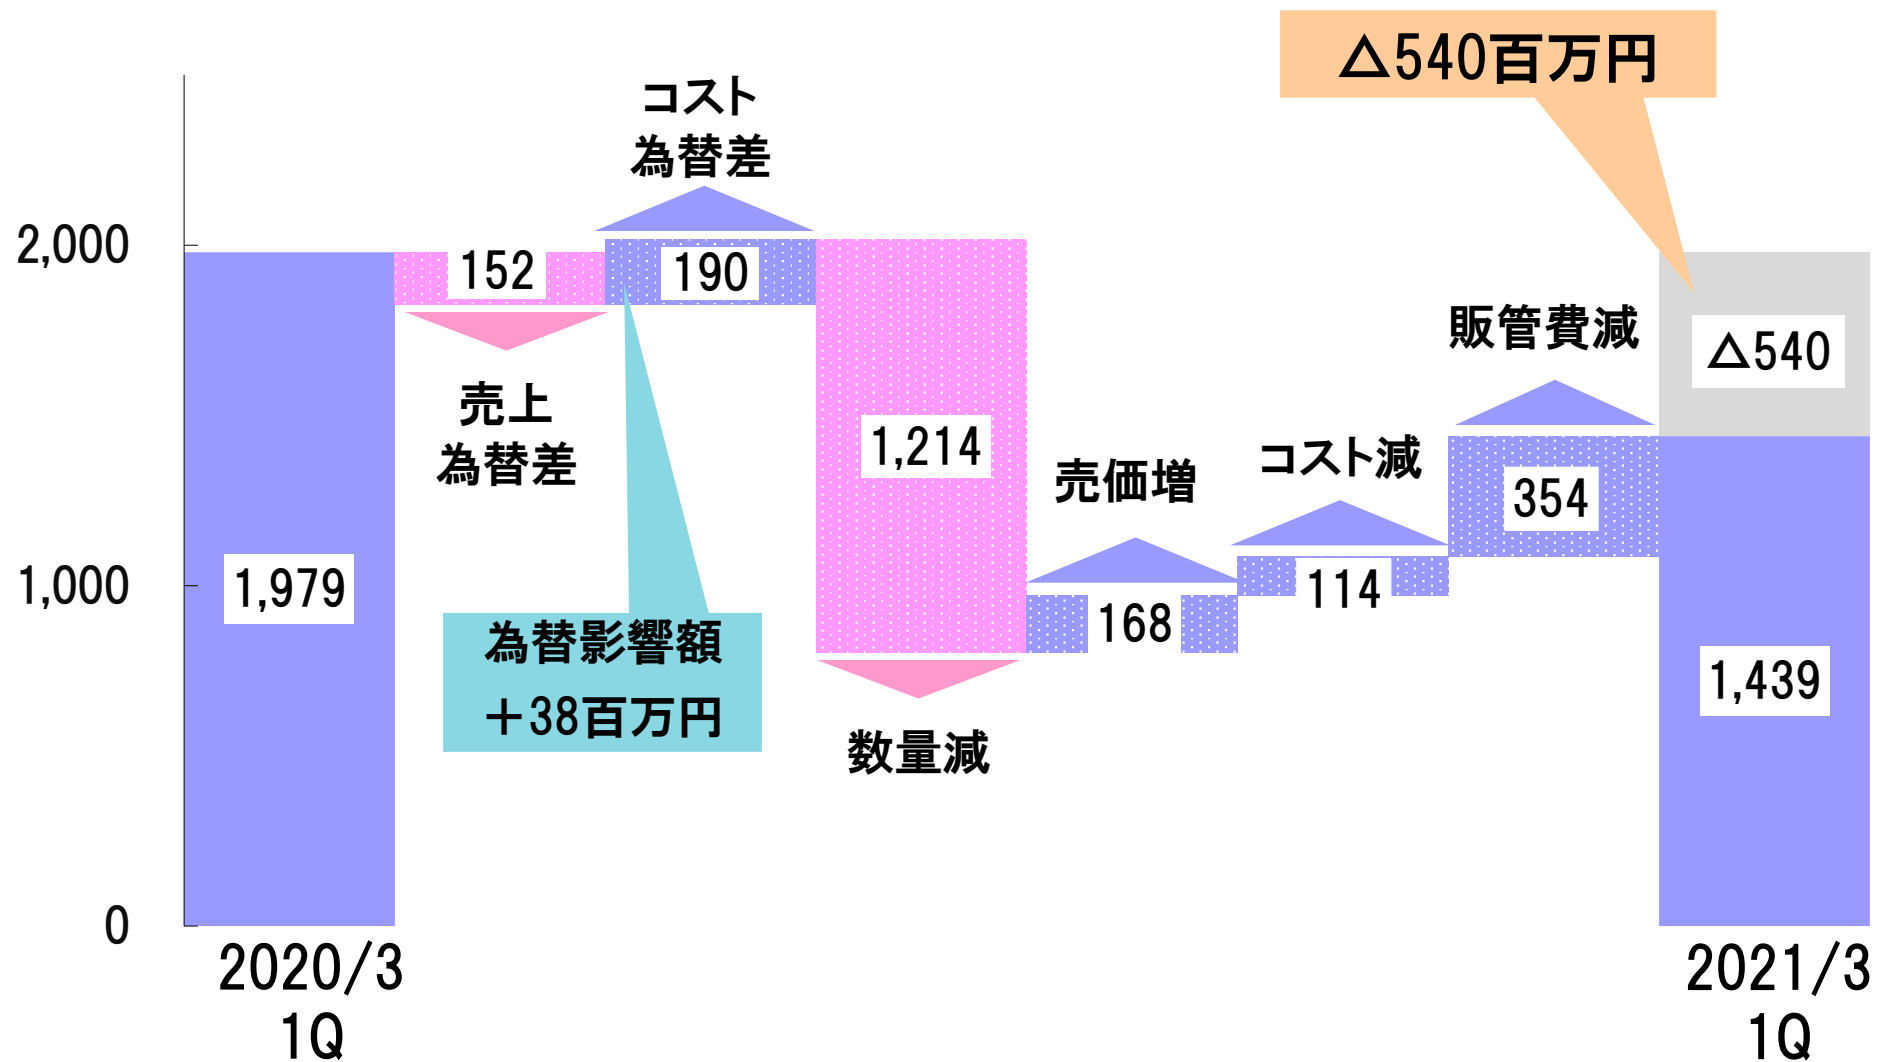 △540百万円
コスト
為替差
2,000
152
190
販管費減
△540
売上
為替差
1,214
売価増
コスト減
354
1,000
1,979
114
168
為替影響額
+38百万円
1,439
数量減
0
2020/3
1Q
2021/3
1Q